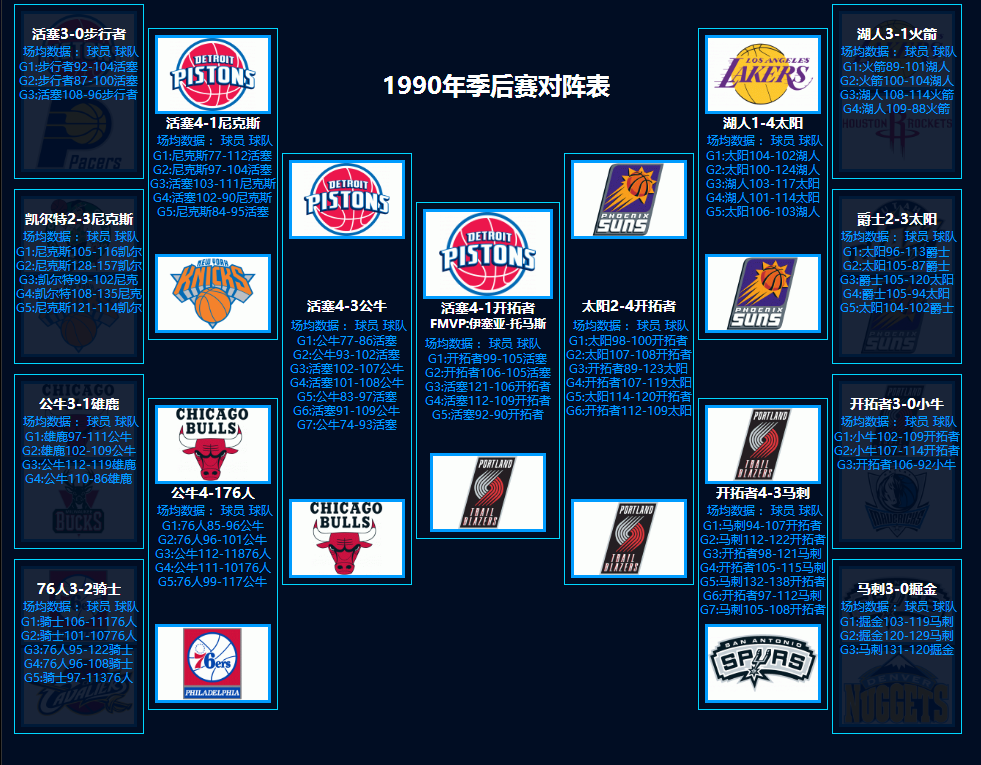 1990年季后赛对阵表
活塞3-0步行者
场均数据： 球员 球队
G1:步行者92-104活塞
G2:步行者87-100活塞
G3:活塞108-96步行者
Pacers
凯尔特2-3尼克斯
场均数据： 球员 球队
G1:尼克斯105-116凯尔
G2:尼克斯128-157凯尔
G3:凯尔特99-102尼克
G4:凯尔特108-135尼克
G5:尼克斯121-114凯尔
公牛3-1雄鹿
场均数据： 球员 球队
G1:雄鹿97-111公牛
G2:雄鹿102-109公牛
G3:公牛112-119雄鹿
G4:公牛110-86雄鹿
BUCKS
76人3-2骑士
场均数据： 球员 球队
G1:骑士106-11176人
G2:骑士101-10776人
G3:76人95-122骑士
G4:76人96-108骑士
G5:骑士97-11376人
CAVALIERS
DETROIT
PISTONS
活塞4-1尼克斯
场均数据： 球员 球队
G1:尼克斯77-112活塞
G2:尼克斯97-104活塞
G3:活塞103-111尼克斯
G4:活塞102-90尼克斯
G5:尼克斯84-95活塞
NEW YORK
KNICKS
CHICAGO
BULLS
公牛4-176人
场均数据： 球员 球队
G1:76人85-96公牛
G2:76人96-101公牛
G3:公牛112-11876人
G4:公牛111-10176人
G5:76人99-117公牛
76ers
PHILADELPHIA
DETROIT
PISTONS
活塞4-3公牛
场均数据： 球员 球队
G1:公牛77-86活塞
G2:公牛93-102活塞
G3:活塞102-107公牛
G4:活塞101-108公牛
G5:公牛83-97活塞
G6:活塞91-109公牛
G7:公牛74-93活塞
CHICAGO
BULLS
DETROIT
PISTONS
活塞4-1开拓者
FMVP:伊塞亚-托马斯
场均数据： 球员 球队
G1:开拓者99-105活塞
G2:开拓者106-105活塞
G3:活塞121-106开拓者
G4:活塞112-109开拓者
G5:活塞92-90开拓者
PORTLAND
TRAIL BLAZERS
PHOENIX
SUNS
太阳2-4开拓者
场均数据： 球员 球队
G1:太阳98-100开拓者
G2:太阳107-108开拓者
G3:开拓者89-123太阳
G4:开拓者107-119太阳
G5:太阳114-120开拓者
G6:开拓者112-109太阳
PORTLAND
TRAIL BLAZERS
LOS ANGELES
LAKERS
湖人1-4太阳
场均数据： 球员 球队
G1:太阳104-102湖人
G2:太阳100-124湖人
G3:湖人103-117太阳
G4:湖人101-114太阳
G5:太阳106-103湖人
PHOENIX
SUNS
PORTLAND
TRAIL BLAZERS
开拓者4-3马刺
场均数据： 球员 球队
G1:马刺94-107开拓者
G2:马刺112-122开拓者
G3:开拓者98-121马刺
G4:开拓者105-115马刺
G5:马刺132-138开拓者
G6:开拓者97-112马刺
G7:马刺105-108开拓者
SAN ANTONIO
SPURS
湖人3-1火箭
场均数据： 球员 球队
G1:火箭89-101湖人
G2:火箭100-104湖人
G3:湖人108-114火箭
G4:湖人109-88火箭
HOUSTON ROCKETS
爵士2-3太阳
场均数据： 球员 球队
G1:太阳96-113爵士
G2:太阳105-87爵士
G3:爵士105-120太阳
G4:爵士105-94太阳
G5:太阳104-102爵士
SUNS
开拓者3-0小牛
场均数据： 球员 球队
G1:小牛102-109开拓者
G2:小牛107-114开拓者
G3:开拓者106-92小牛
马刺3-0掘金
场均数据： 球员 球队
G1:掘金103-119马刺
G2:掘金120-129马刺
G3:马刺131-120掘金
DENVER
NUGGETS